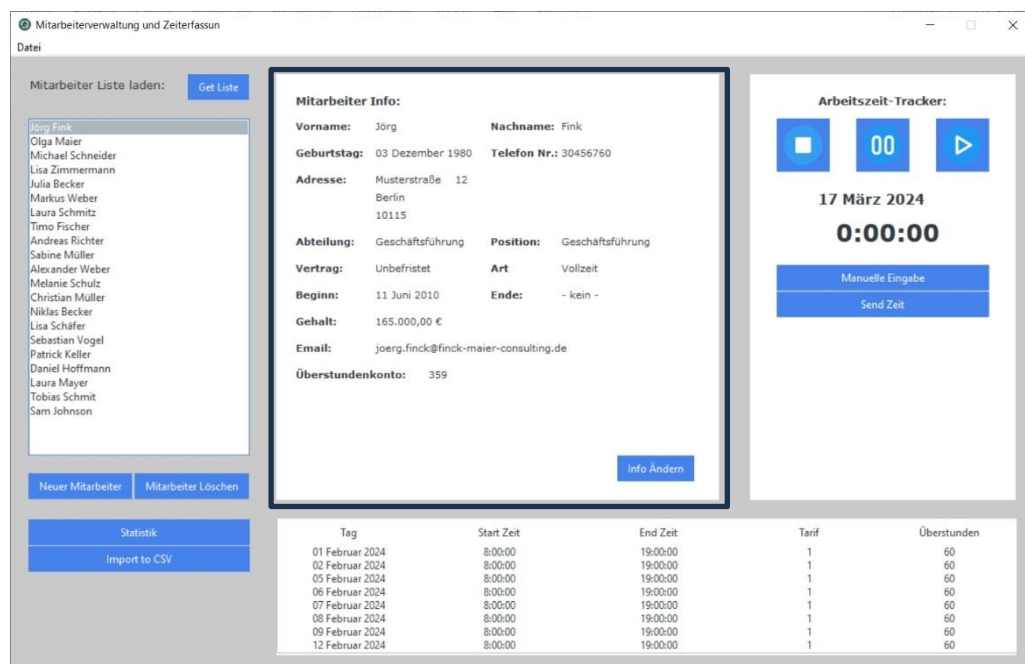 Mitarbeiterverwaltung und Zeiterfassun
Datei
Mitarbeiter Liste laden:
Get Liste
Jörg Fink
Olga Maier
Michael Schneider
Lisa Zimmermann
Julia Becker
Markus Weber
Laura Schmitz
Timo Fischer
Andreas Richter
Sabine Müller
Alexander Weber
Melanie Schulz
Christian Müller
Niklas Becker
Lisa Schäfer
Sebastian Vogel
Patrick Keller
Daniel Hoffmann
Laura Mayer
Tobias Schmit
Sam Johnson
Neuer Mitarbeiter Mitarbeiter Löschen
Statistik
Import to CSV
Mitarbeiter Info:
Vorname: Jörg Nachname: Fink
Geburtstag: 03 Dezember 1980 Telefon Nr.: 30456760
Adresse: Musterstraße 12
Berlin
10115
Abteilung: Geschäftsführung Position: Geschäftsführung
Vertrag: Unbefristet Art Vollzeit
Beginn: 11 Juni 2010 Ende: - kein -
Gehalt: 165.000,00 €
Email: joerg.finck@finck-maier-consulting.de
Überstundenkonto: 359
Info Ändern
Arbeitszeit-Tracker:
17 März 2024
0:00:00
Manuelle Eingabe
Send Zeit
Tag Start Zeit End Zeit Tarif Überstunden
01 Februar 2024 8:00:00 19:00:00 1 60
02 Februar 2024 8:00:00 19:00:00 1 60
05 Februar 2024 8:00:00 19:00:00 1 60
06 Februar 2024 8:00:00 19:00:00 1 60
07 Februar 2024 8:00:00 19:00:00 1 60
08 Februar 2024 8:00:00 19:00:00 1 60
09 Februar 2024 8:00:00 19:00:00 1 60
12 Februar 2024 8:00:00 19:00:00 1 60